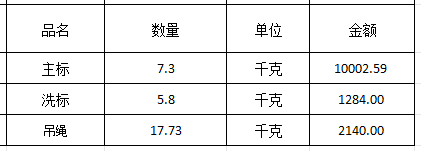 品名 数量 单位 金额
主标 7.3 千克 10002.59
洗标 5.8 千克 1284.00
吊绳 17.73 千克 2140.00